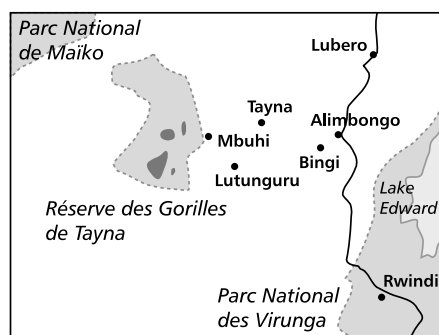 Parc National
de Maïko
Lubero
Tayna
Alimbongo
Mbuhi
Bingi
Lutunguru
Lake
Edward
Réserve des Gorilles
de Tayna
Rwindi
Parc National
des Virunga